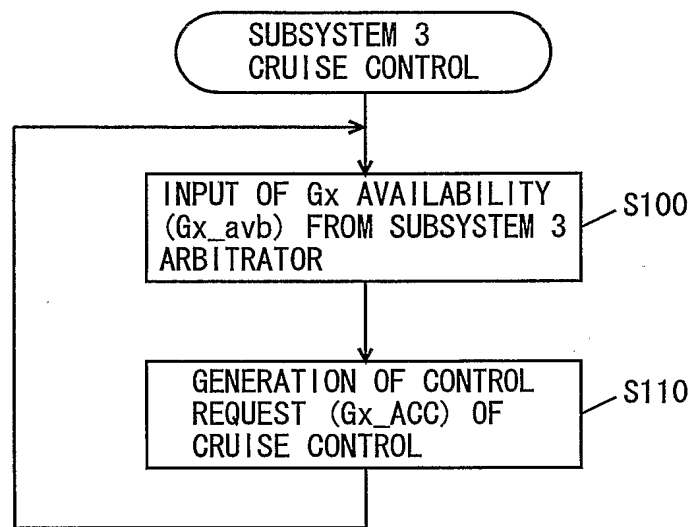 SUBSYSTEM 3
CRUISE CONTROL
INPUT OF Gx AVAILABILITY
(Gx_avb) FROM SUBSYSTEM 3
ARBITRATOR
S100
GENERATION OF CONTROL
REQUEST (Gx_ACC) OF
CRUISE CONTROL
S110